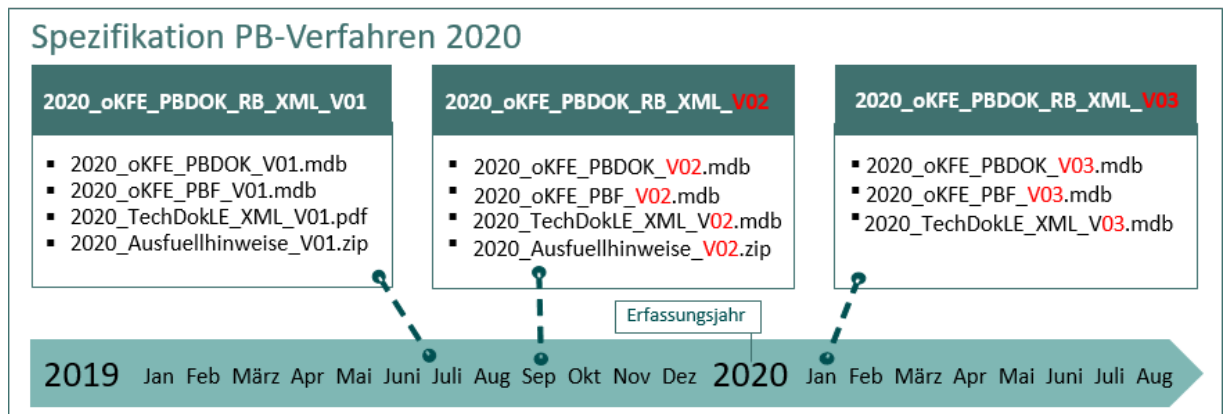 Spezifikation PB-Verfahren 2020
2020_oKFE_PBDOK_RB_XML_V01
▪ 2020_oKFE_PBDOK_V01.mdb
▪ 2020_oKFE_PBF_V01.mdb
▪ 2020_TechDokLE_XML_V01.pdf
▪ 2020_Ausfuellhinweise_V01.zip
2020_oKFE_PBDOK_RB_XML_V02
▪ 2020_oKFE_PBDOK_V02.mdb
▪ 2020_oKFE_PBF_V02.mdb
▪ 2020_TechDokLE_XML_V02.mdb
▪ 2020_Ausfuellhinweise_V02.zip
2020_oKFE_PBDOK_RB_XML_V03
▪ 2020_oKFE_PBDOK_V03.mdb
▪ 2020_oKFE_PBF_V03.mdb
▪ 2020_TechDokLE_XML_V03.mdb
Erfassungsjahr
2019 Jan Feb März Apr Mai Juni Juli Aug Sep Okt Nov Dez 2020 Jan Feb März Apr Mai Juni Juli Aug